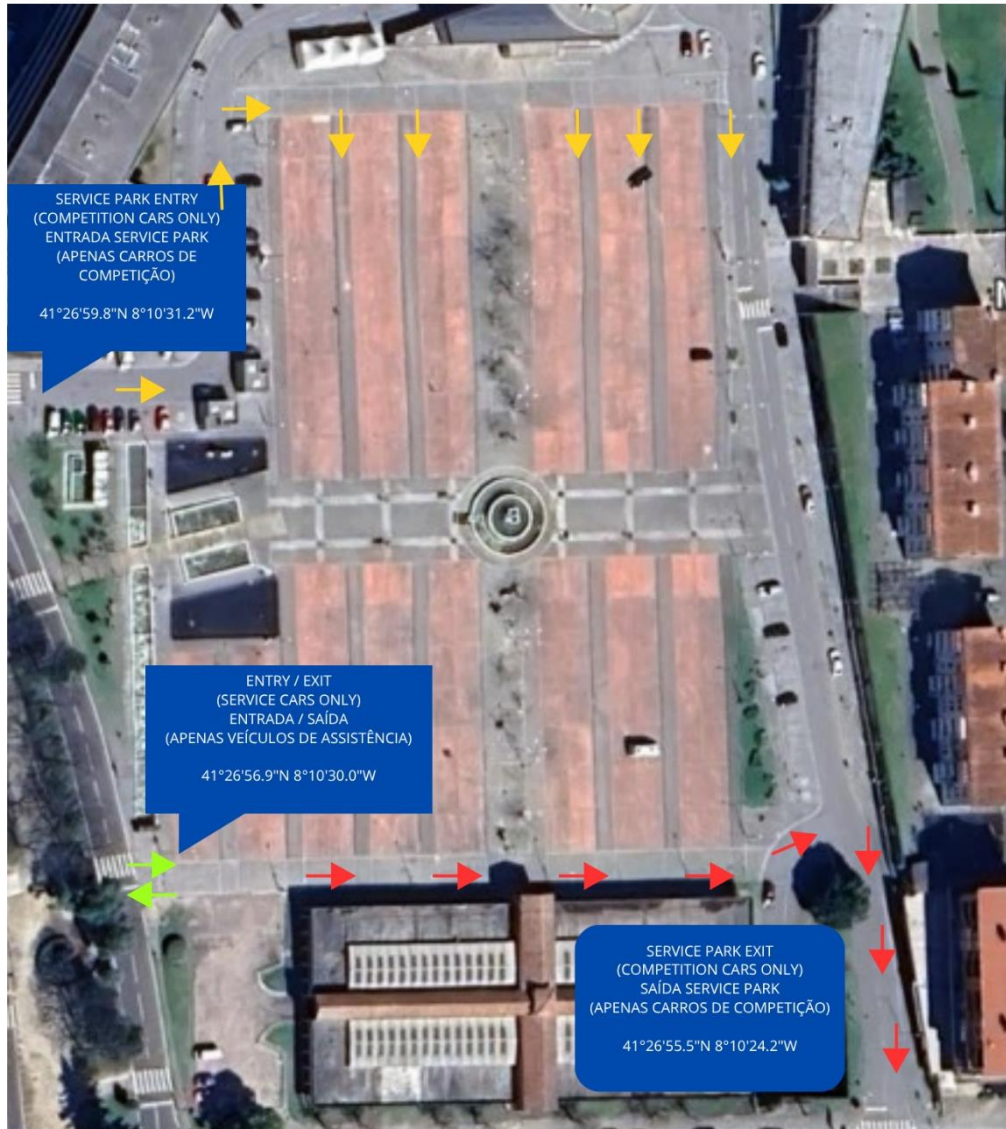 SERVICE PARK ENTRY
(COMPETITION CARS ONLY)
ENTRADA SERVICE PARK
(APENAS CARROS DE
COMPETIÇÃO)
41°26'59.8"N 8°10'31.2"W
ENTRY / EXIT
(SERVICE CARS ONLY)
ENTRADA / SAÍDA
(APENAS VEÍCULOS DE ASSISTÊNCIA)
41°26'56.9"N 8°10'30.0"W
SERVICE PARK EXIT
(COMPETITION CARS ONLY)
SAÍDA SERVICE PARK
(APENAS CARROS DE COMPETIÇÃO)
41°26'55.5"N 8°10'24.2"W